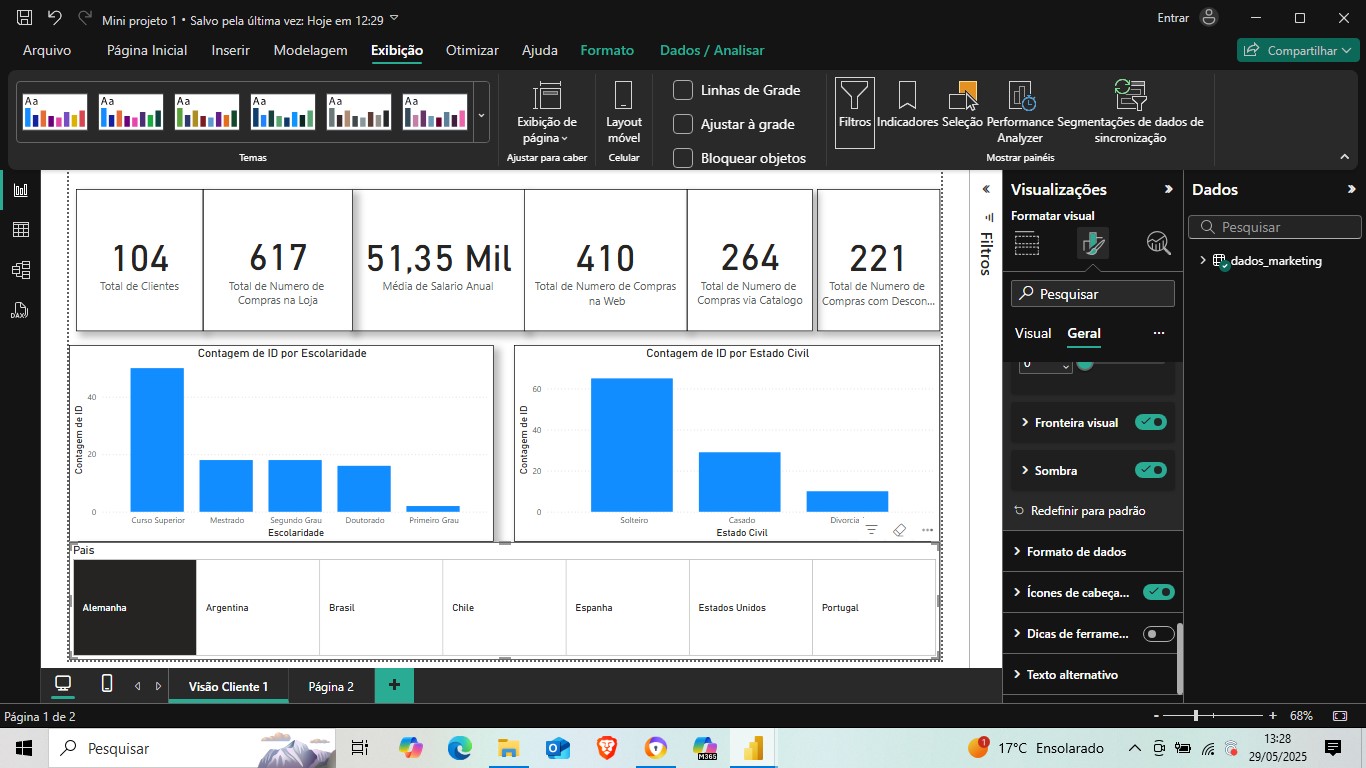 Mini projeto 1 • Salvo pela última vez: Hoje em 12:29
Entrar
Arquivo
Página Inicial
Inserir
Modelagem
Exibição
Otimizar
Ajuda
Formato
Dados / Analisar
Compartilhar
Aa
Aa
Aa
Aa
Aa
Aa
Temas
Exibição de
página
Ajustar para caber
Layout
móvel
Celular
Linhas de Grade
Ajustar à grade
Bloquear objetos
Filtros
Indicadores
Seleção
Performance
Analyzer
Segmentações de dados de
sincronização
Mostrar painéis
104
Total de Clientes
617
Total de Numero de
Compras na Loja
51,35 Mil
Média de Salario Anual
410
Total de Numero de Compras
na Web
264
Total de Numero de
Compras via Catalogo
221
Total de Numero de
Compras com Descon...
Contagem de ID por Escolaridade
Contagem de ID
40
20
0
Curso Superior
Mestrado
Segundo Grau
Doutorado
Primeiro Grau
Escolaridade
Contagem de ID por Estado Civil
Contagem de ID
60
40
20
0
Solteiro
Casado
Estado Civil
Pais
Alemanha
Argentina
Brasil
Chile
Espanha
Estados Unidos
Portugal
Filtros
Visualizações
Formatar visual
Pesquisar
Visual
Geral
...
0
Fronteira visual
Sombra
Redefinir para padrão
Formato de dados
Ícones de cabeça...
Dicas de ferrame...
Texto alternativo
Dados
Pesquisar
dados_marketing
DAX
Visão Cliente 1
Página 2
+
Página 1 de 2
- + 68%
Pesquisar
M365
1
17°C Ensolarado
13:28
29/05/2025